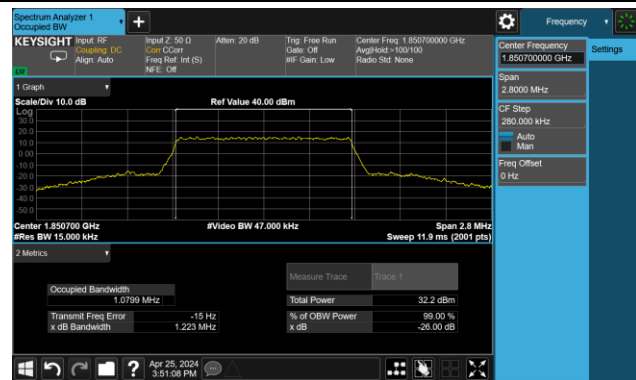 Spectrum Analyzer 1
Occupied BW
+
Frequency
KEYSIGHT
Input: RF
Coupling: DC
Align: Auto
Input Z: 50 Ω
Corr CCorr
Freq Ref: Int (S)
NFE: Off
Atten: 20 dB
Trig: Free Run
Gate: Off
#IF Gain: Low
Center Freq: 1.850700000 GHz
Avg|Hold:>100/100
Radio Std: None
Center Frequency
1.850700000 GHz
Settings
Span
2.8000 MHz
CF Step
280.000 kHz
Auto
Man
Freq Offset
0 Hz
1 Graph
Scale/Div 10.0 dB
Ref Value 40.00 dBm
Log
30.0
20.0
10.0
0.00
-10.0
-20.0
-30.0
-40.0
-50.0
Center 1.850700 GHz
#Video BW 47.000 kHz
Span 2.8 MHz
#Res BW 15.000 kHz
Sweep 11.9 ms (2001 pts)
2 Metrics
Measure Trace
Trace 1
Occupied Bandwidth
1.0799 MHz
Total Power
32.2 dBm
Transmit Freq Error
-15 Hz
% of OBW Power
99.00 %
x dB Bandwidth
1.223 MHz
x dB
-26.00 dB
?
Apr 25, 2024
3:51:08 PM